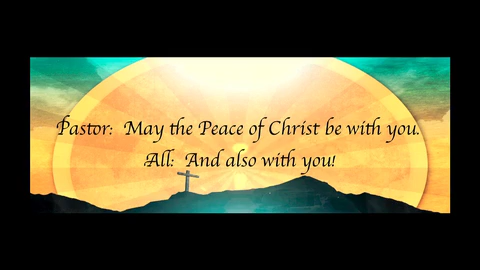 Pastor:  May the Peace of Christ be with you.
All:  And also with you!